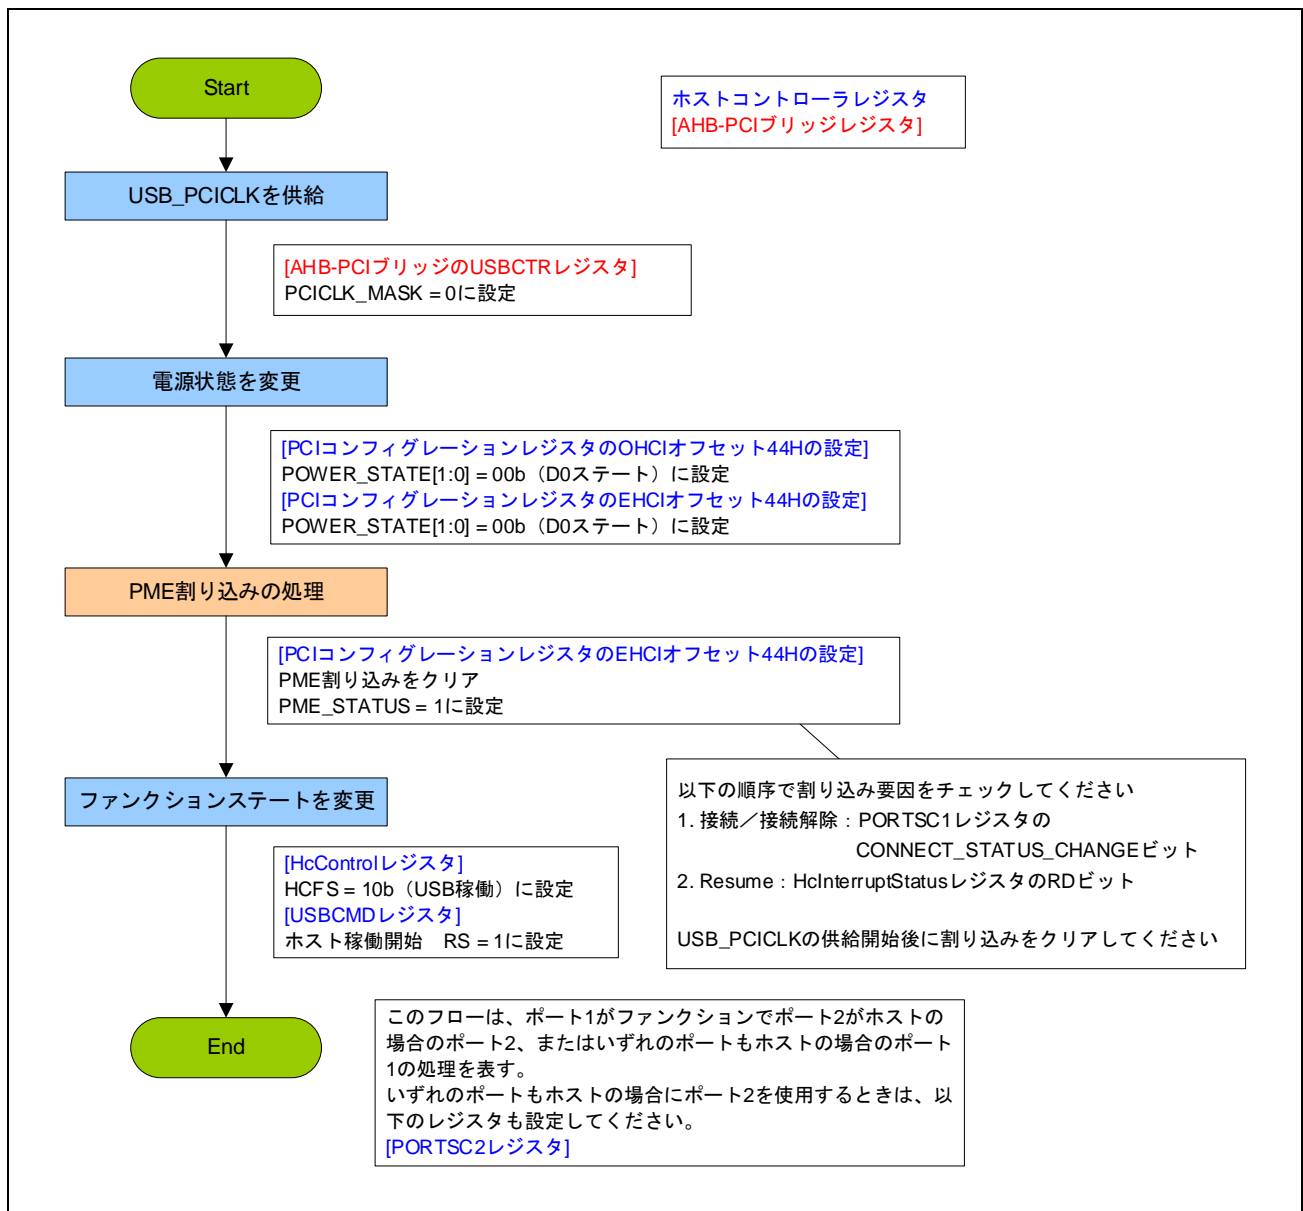 Start
ホストコントローラレジスタ
[AHB-PCIブリッジレジスタ]
USB_PCICLKを供給
[AHB-PCIブリッジのUSBCTRレジスタ]
PCICLK_MASK = 0に設定
電源状態を変更
[PCIコンフィグレーションレジスタのOHCIオフセット44Hの設定]
POWER_STATE[1:0] = 00b（D0ステート）に設定
[PCIコンフィグレーションレジスタのEHCIオフセット44Hの設定]
POWER_STATE[1:0] = 00b（D0ステート）に設定
PME割り込みの処理
[PCIコンフィグレーションレジスタのEHCIオフセット44Hの設定]
PME割り込みをクリア
PME_STATUS = 1に設定
以下の順序で割り込み要因をチェックしてください
1. 接続／接続解除：PORTSC1レジスタの
CONNECT_STATUS_CHANGEビット
2. Resume：HcInterruptStatusレジスタのRDビット
USB_PCICLKの供給開始後に割り込みをクリアしてください
ファンクションステートを変更
[HcControlレジスタ]
HCFS = 10b（USB稼働）に設定
[USBCMDレジスタ]
ホスト稼働開始　RS = 1に設定
End
このフローは、ポート1がファンクションでポート2がホストの
場合のポート2、またはいずれのポートもホストの場合のポート
1の処理を表す。
いずれのポートもホストの場合にポート2を使用するときは、以
下のレジスタも設定してください。
[PORTSC2レジスタ]